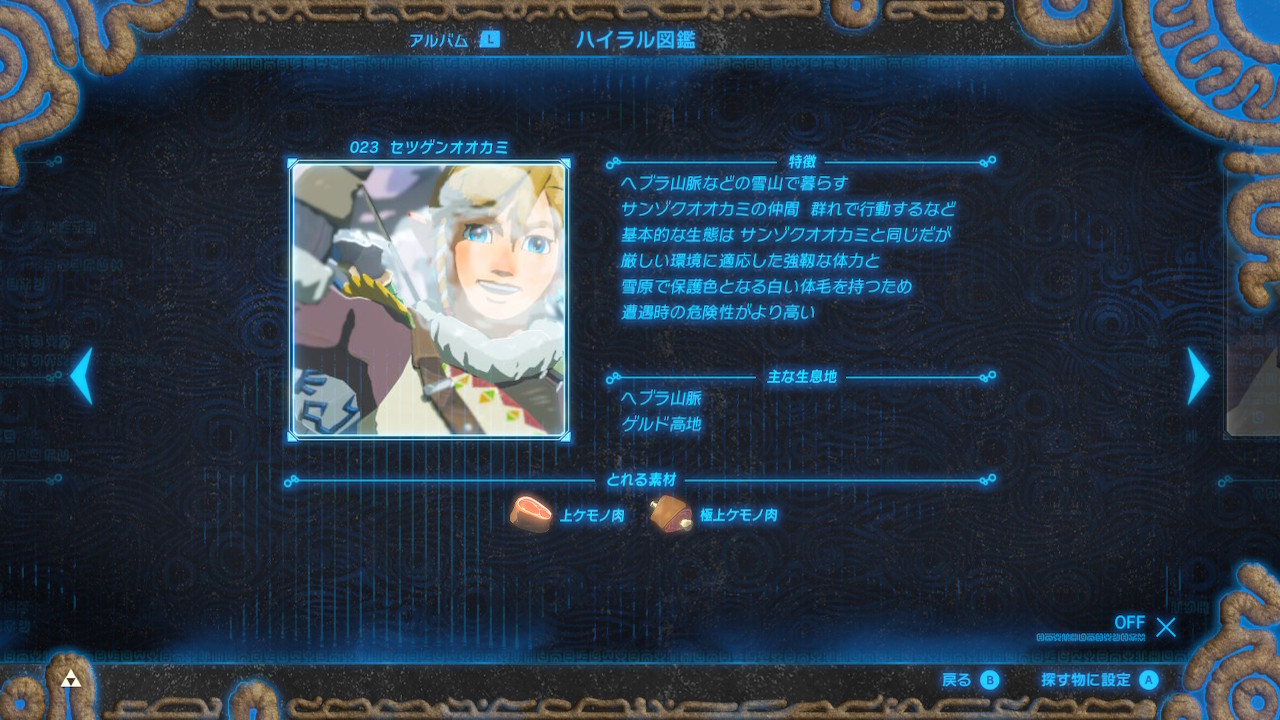 アルバム L
ハイラル図鑑
023 セツゲンオオカミ
特徴
ヘブラ山脈などの雪山で暮らす
サンゾクオオカミの仲間 群れで行動するなど
基本的な生態は サンゾクオオカミと同じだが
厳しい環境に適応した強靭な体力と
雪原で保護色となる白い体毛を持つため
遭遇時の危険性がより高い
主な生息地
ヘブラ山脈
ゲルド高地
とれる素材
上ケモノ肉 極上ケモノ肉
OFF
戻る B 探す物に設定 A